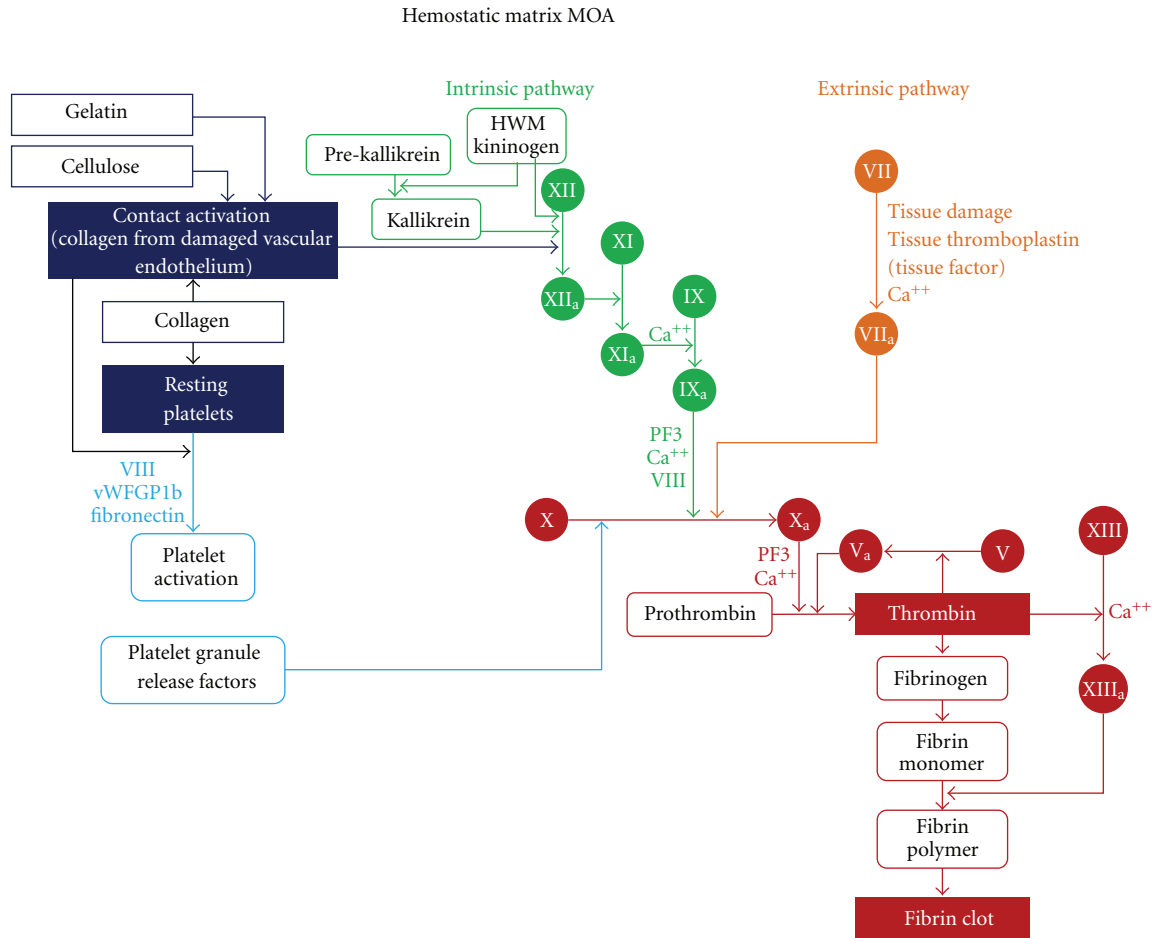 Hemostatic matrix MOA
Intrinsic pathway
Extrinsic pathway
Gelatin
Cellulose
Contact activation
(collagen from damaged vascular
endothelium)
Collagen
Resting
platelets
VIII
vWFGP1b
fibronectin
Platelet
activation
Platelet granule
release factors
Pre-kallikrein
HWM
kininogen
Kallikrein
XII
XIIa
XI
XIa
Ca++
IX
IXa
PF3
Ca++
VIII
VII
Tissue damage
Tissue thromboplastin
(tissue factor)
Ca++
VIIa
X
Xa
PF3
Ca++
Va
V
XIII
Ca++
XIIIa
Prothrombin
Thrombin
Fibrinogen
Fibrin
monomer
Fibrin
polymer
Fibrin clot